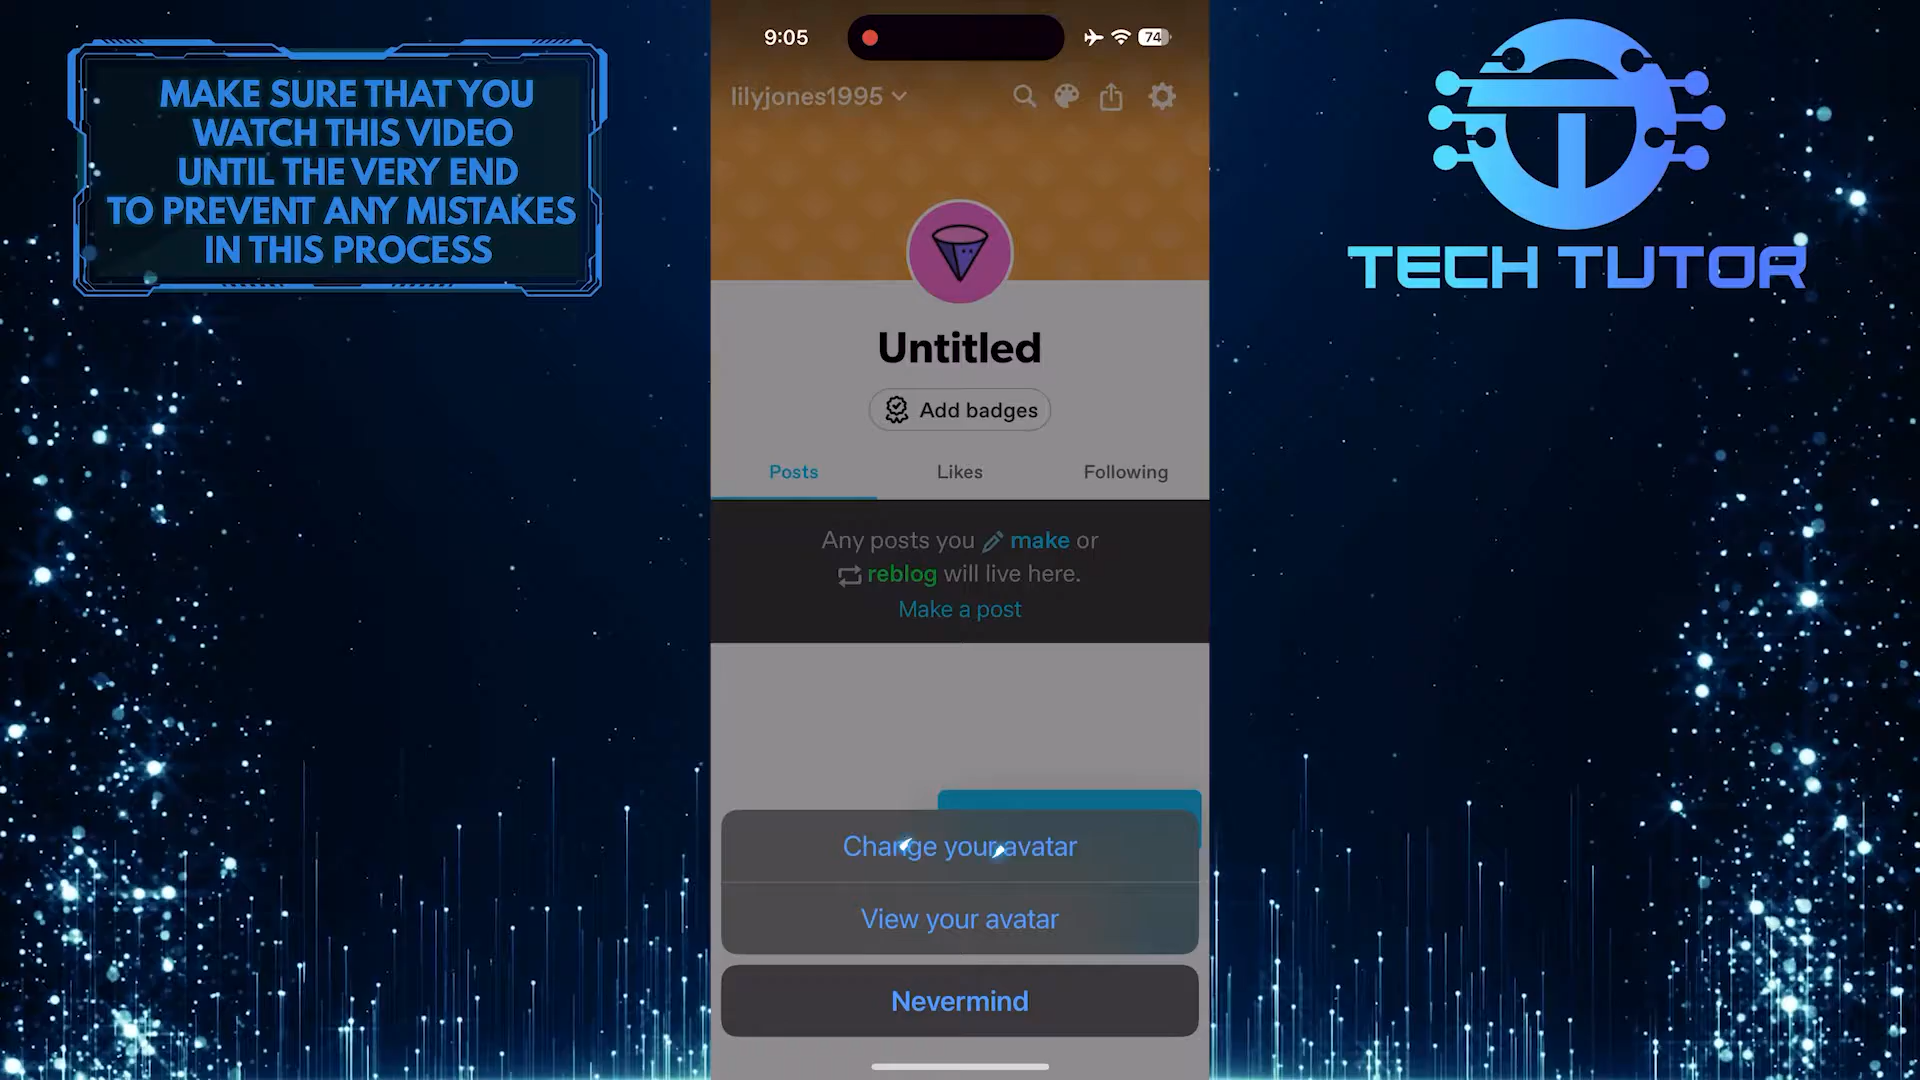 MAKE SURE THAT YOU
WATCH THIS VIDEO
UNTIL THE VERY END
TO PREVENT ANY MISTAKES
IN THIS PROCESS
9:05
74
lilyjones1995
Untitled
Add badges
Posts
Likes
Following
Any posts you make or
reblog will live here.
Make a post
Change your avatar
View your avatar
Nevermind
TECH TUTOR